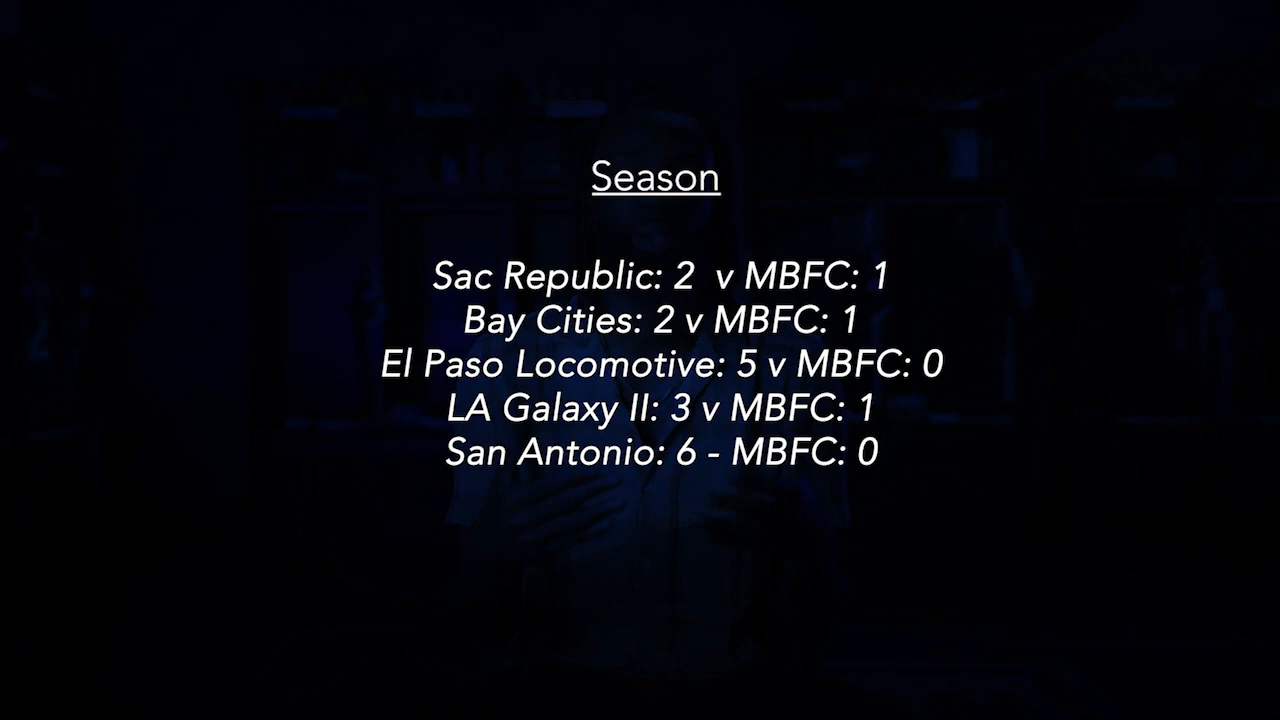 Season
Sac Republic: 2 v MBFC: 1
Bay Cities: 2 v MBFC: 1
El Paso Locomotive: 5 v MBFC: 0
LA Galaxy II: 3 v MBFC: 1
San Antonio: 6 - MBFC: 0